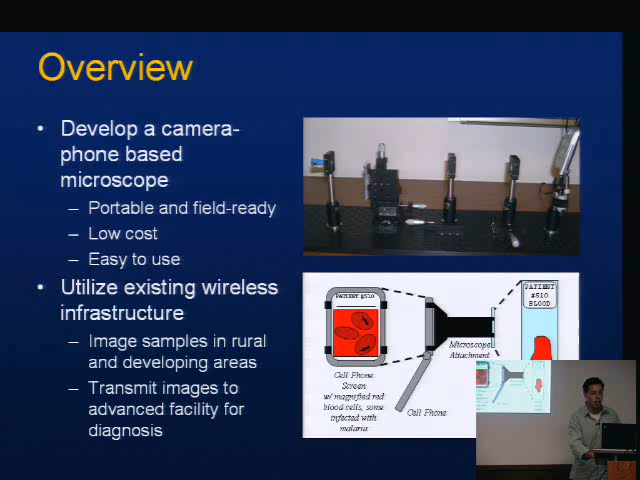 Overview
• Develop a camera-
phone based
microscope
– Portable and field-ready
– Low cost
– Easy to use
• Utilize existing wireless
infrastructure
– Image samples in rural
and developing areas
– Transmit images to
advanced facility for
diagnosis
PATIENT #510
Cell Phone
Screen
w/ magnified red
blood cells, some
infected with
malaria
Cell Phone
Microscope
Attachment
PATIENT
#510
BLOOD